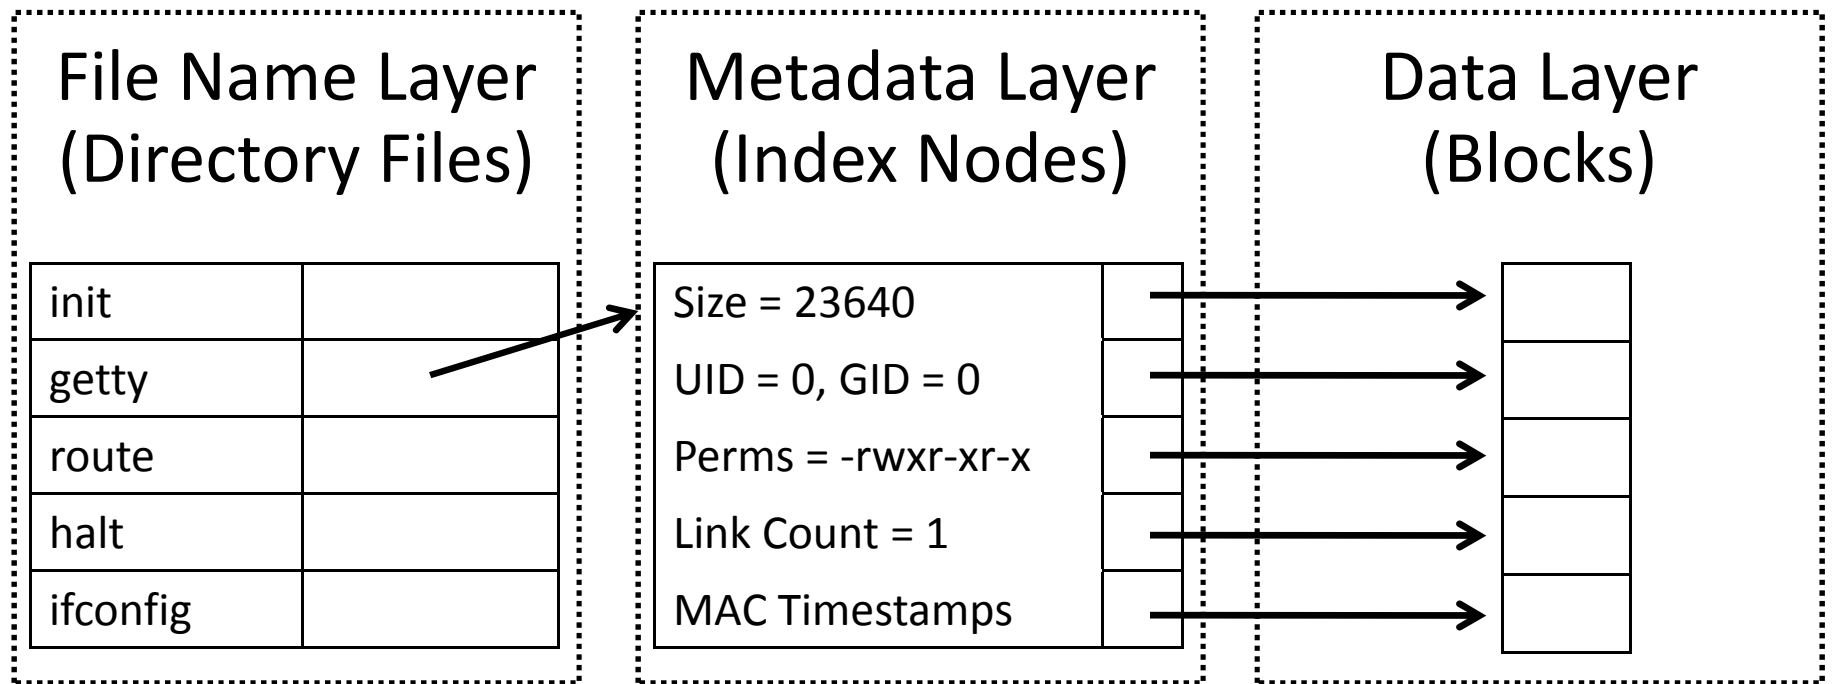 File Name Layer
(Directory Files)
init
getty
route
halt
ifconfig
Metadata Layer
(Index Nodes)
Size = 23640
UID = 0, GID = 0
Perms = -rwxr-xr-x
Link Count = 1
MAC Timestamps
Data Layer
(Blocks)